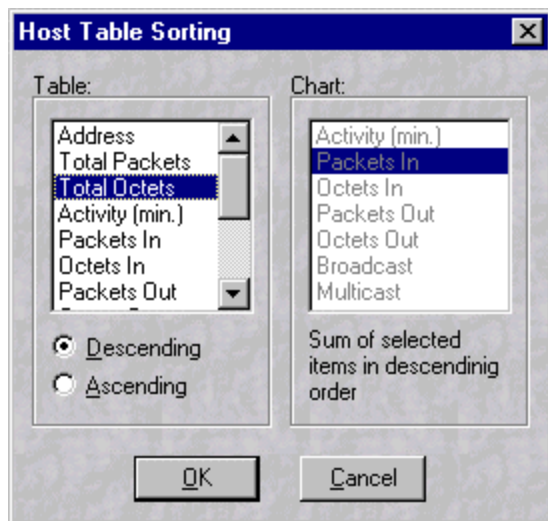 Host Table Sorting
Table:
Address
Total Packets
Total Octets
Activity (min.)
Packets In
Octets In
Packets Out
Descending
Ascending
Chart:
Activity (min.)
Packets In
Octets In
Packets Out
Octets Out
Broadcast
Multicast
Sum of selected
items in descendinig
order
OK
Cancel